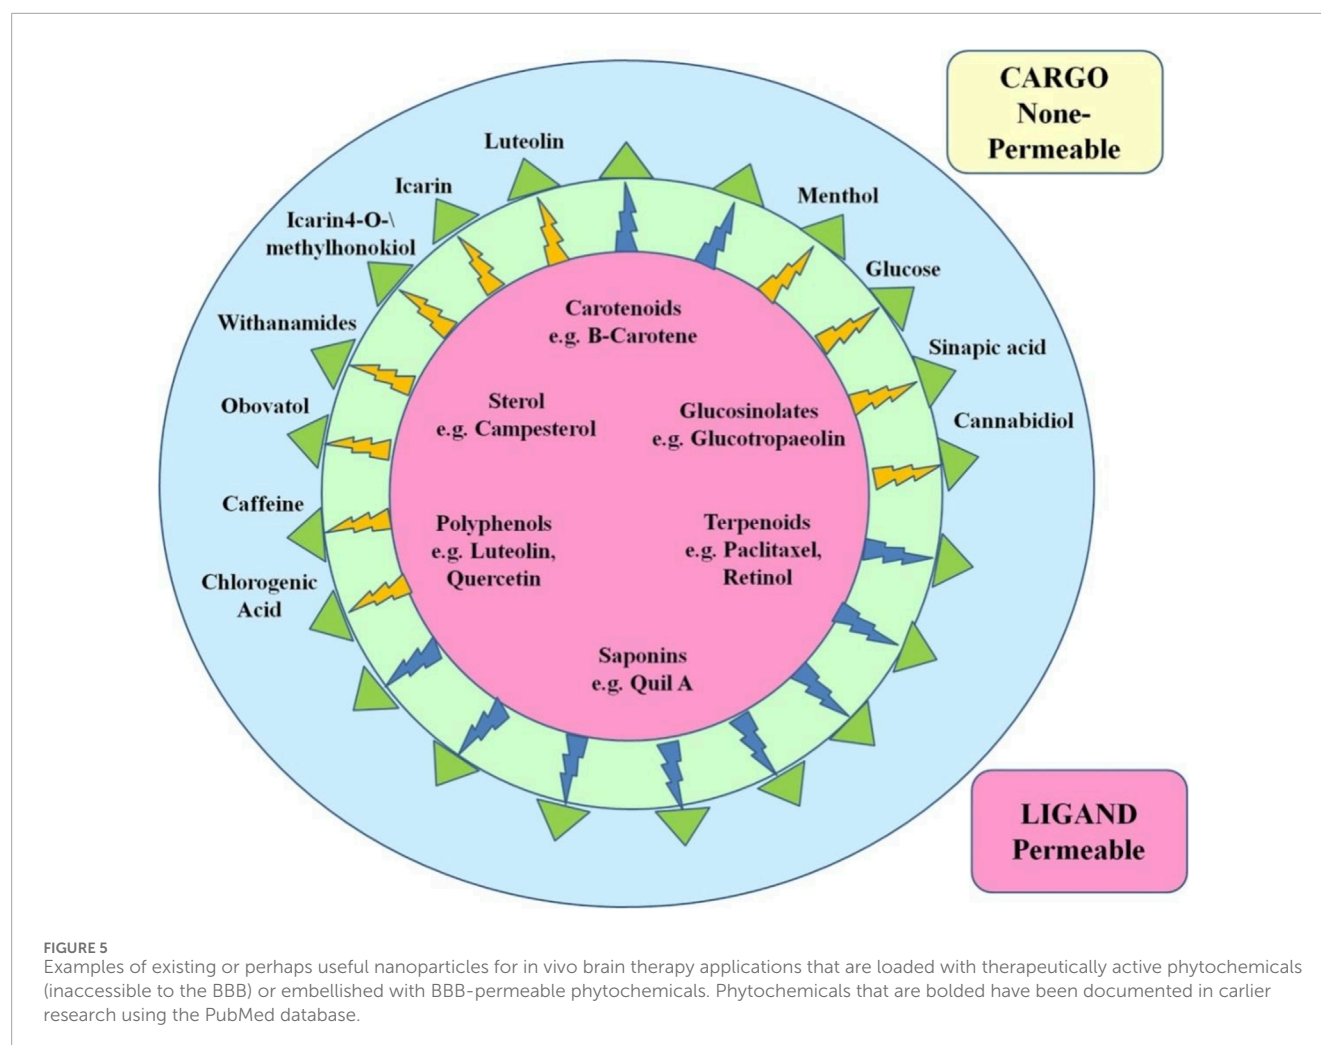 CARGO
None-
Permeable
Luteolin
Icarin
Menthol
Icarin4-O-\
methylhonokiol
Glucose
Withanamides
Sinapic acid
Obovatol
Cannabidiol
Caffeine
Chlorogenic
Acid
Carotenoids
e.g. B-Carotene
Sterol
e.g. Campesterol
Glucosinolates
e.g. Glucotropaeolin
Polyphenols
e.g. Luteolin,
Quercetin
Terpenoids
e.g. Paclitaxel,
Retinol
Saponins
e.g. Quil A
LIGAND
Permeable
FIGURE 5
Examples of existing or perhaps useful nanoparticles for in vivo brain therapy applications that are loaded with therapeutically active phytochemicals
(inaccessible to the BBB) or embellished with BBB-permeable phytochemicals. Phytochemicals that are bolded have been documented in carlier
research using the PubMed database.